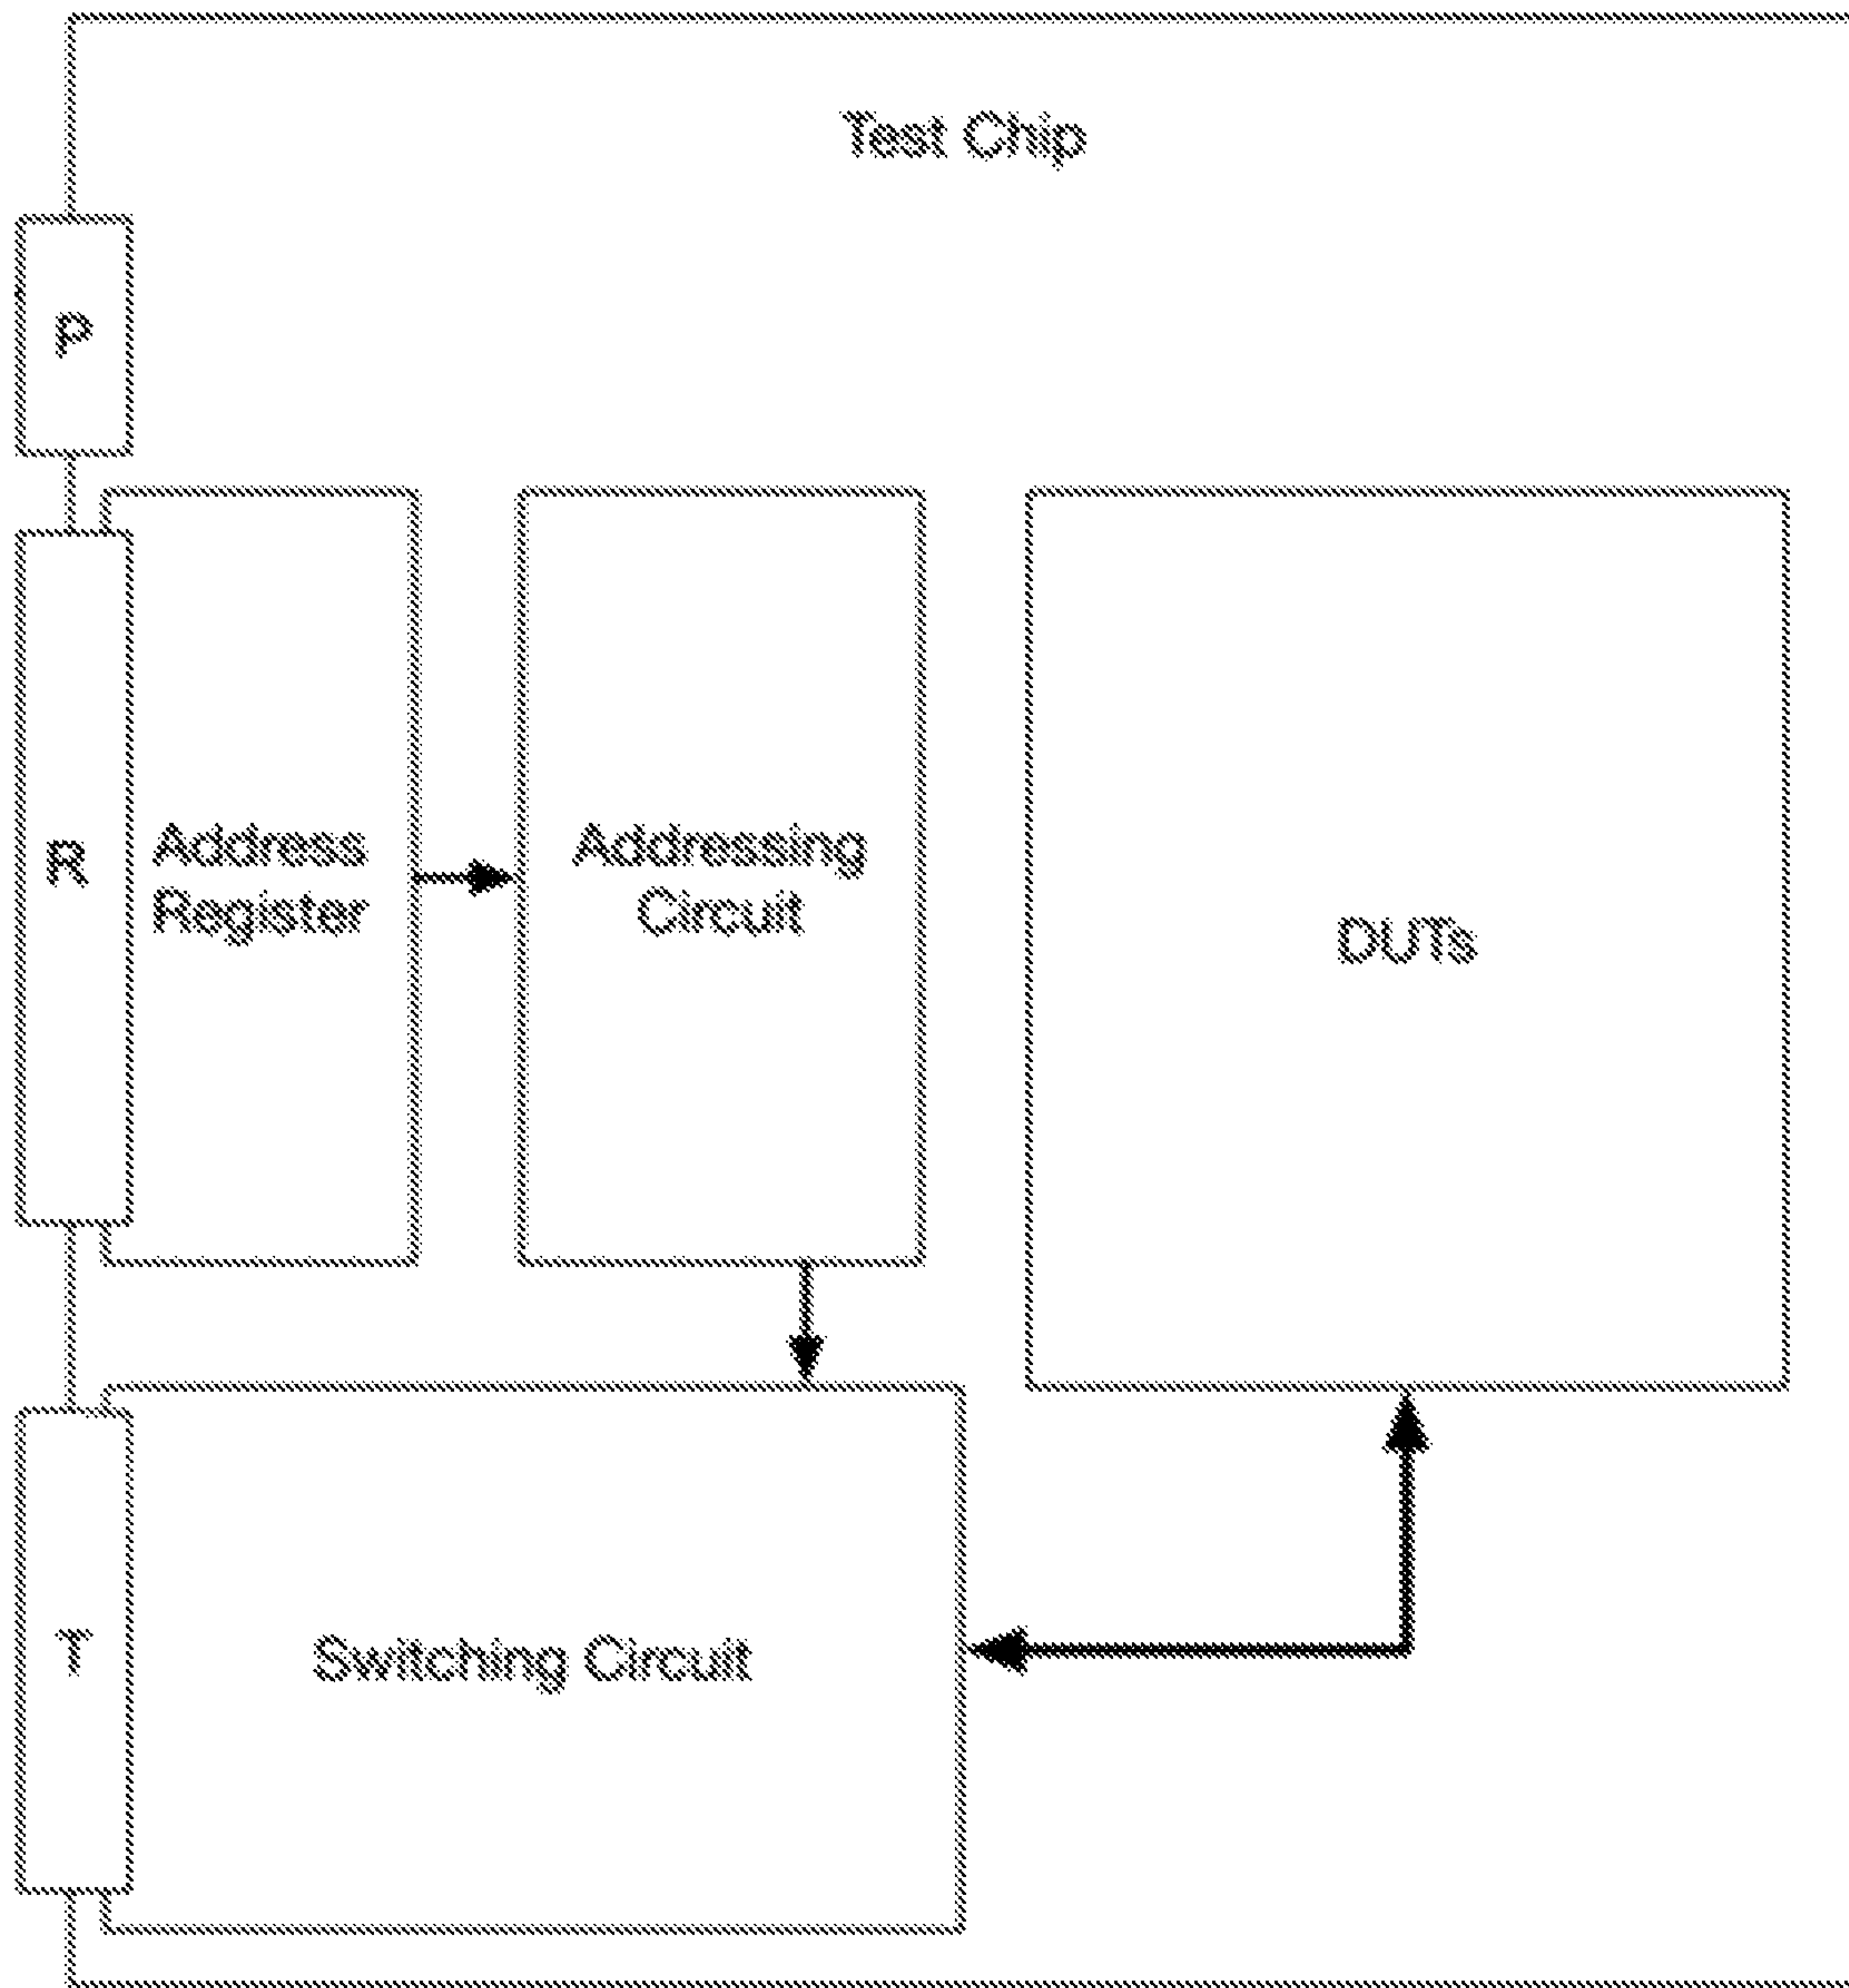 Test Chip
P
R
Address
Register
Addressing
Circuit
DUTs
T
Switching Circuit